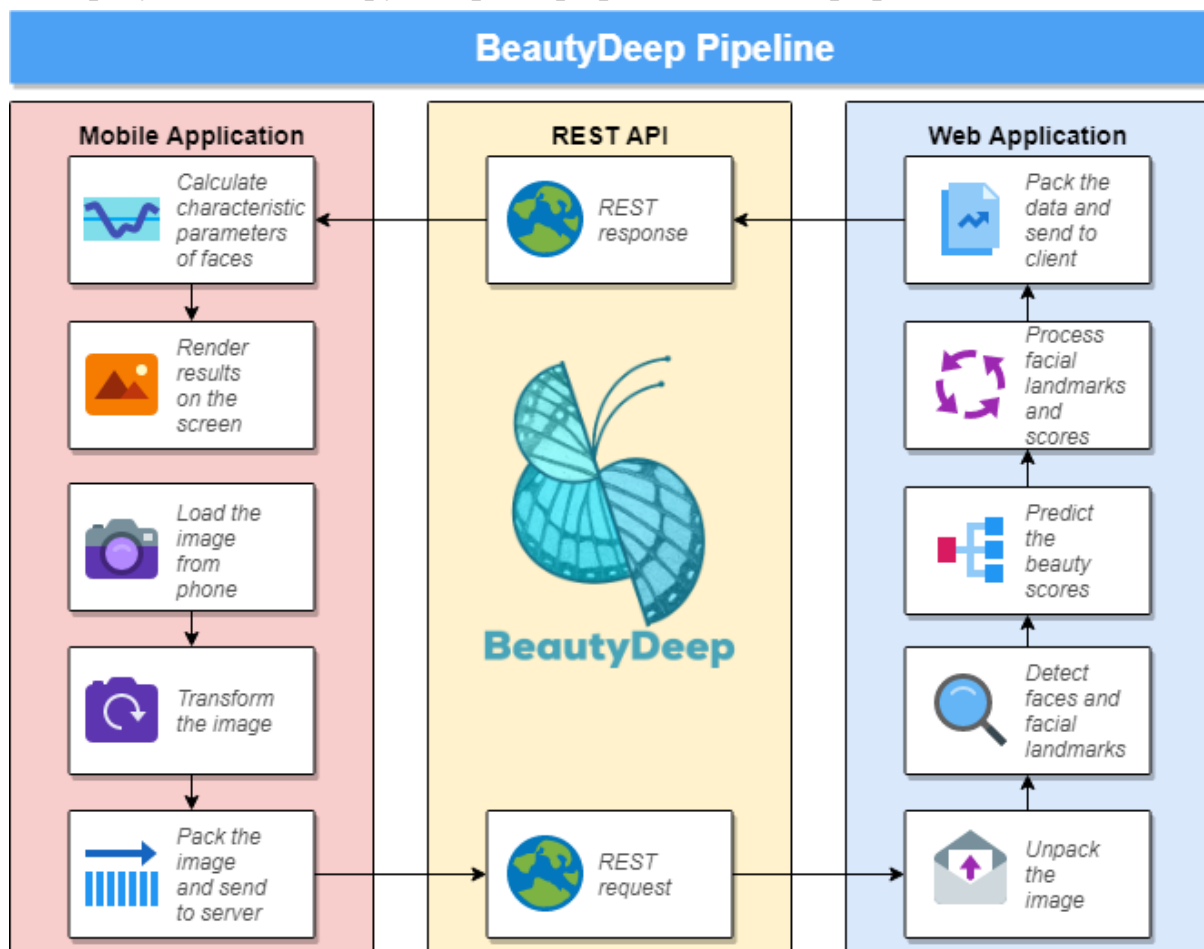 BeautyDeep Pipeline
Mobile Application
Calculate
characteristic
parameters
of faces
Render
results
on the
screen
Load the
image
from
phone
Transform
the image
Pack the
image
and send
to server
REST API
REST
response
BeautyDeep
REST
request
Web Application
Pack the
data and
send to
client
Process
facial
landmarks
and
scores
Predict
the
beauty
scores
Detect
faces and
facial
landmarks
Unpack
the
image